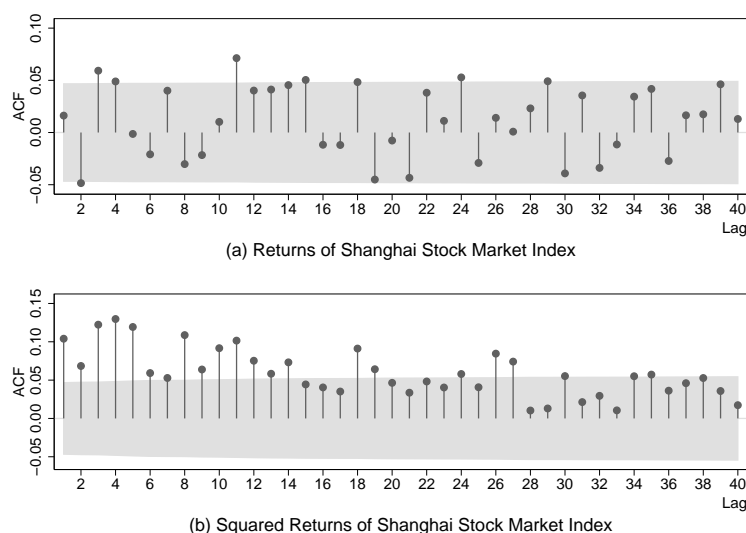 0.10
0.05
0.00
−0.05
ACF
2 4 6 8 10 12 14 16 18 20 22 24 26 28 30 32 34 36 38 40
Lag
(a) Returns of Shanghai Stock Market Index
0.15
0.10
0.05
0.00
−0.05
ACF
2 4 6 8 10 12 14 16 18 20 22 24 26 28 30 32 34 36 38 40
Lag
(b) Squared Returns of Shanghai Stock Market Index